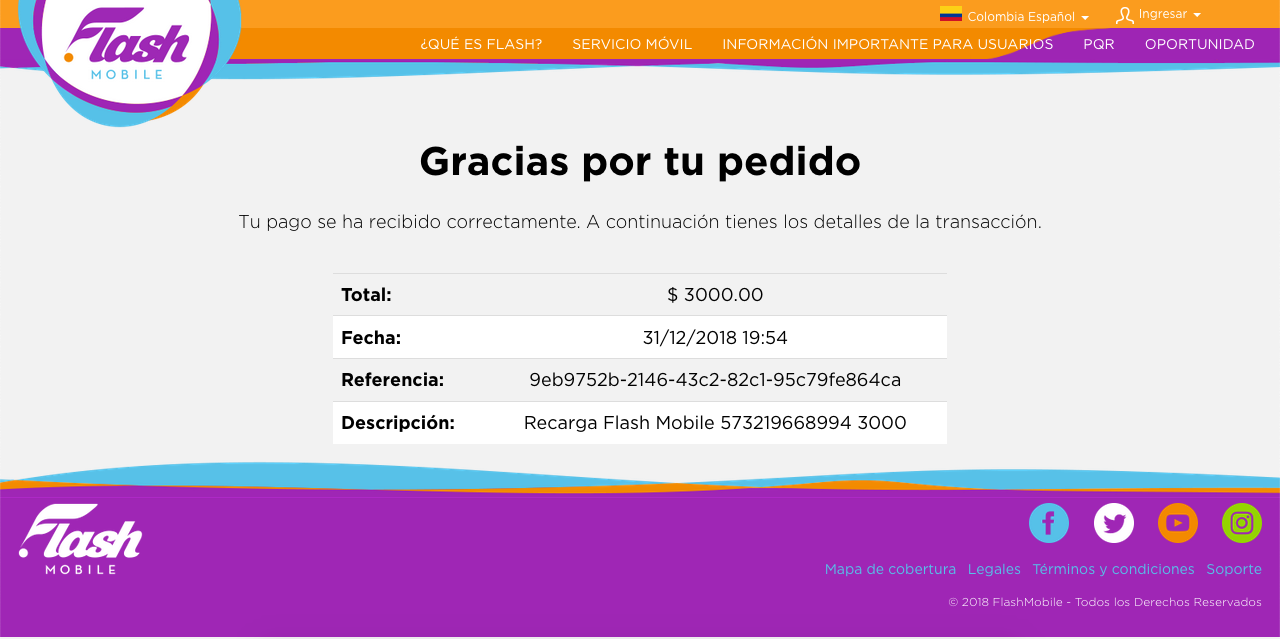 Flash
MOBILE
Colombia Español
Ingresar
¿QUÉ ES FLASH? SERVICIO MÓVIL INFORMACIÓN IMPORTANTE PARA USUARIOS PQR OPORTUNIDAD
Gracias por tu pedido
Tu pago se ha recibido correctamente. A continuación tienes los detalles de la transacción.
Total: $ 3000.00
Fecha: 31/12/2018 19:54
Referencia: 9eb9752b-2146-43c2-82c1-95c79fe864ca
Descripción: Recarga Flash Mobile 573219668994 3000
Flash
MOBILE
Mapa de cobertura Legales Términos y condiciones Soporte
© 2018 FlashMobile - Todos los Derechos Reservados